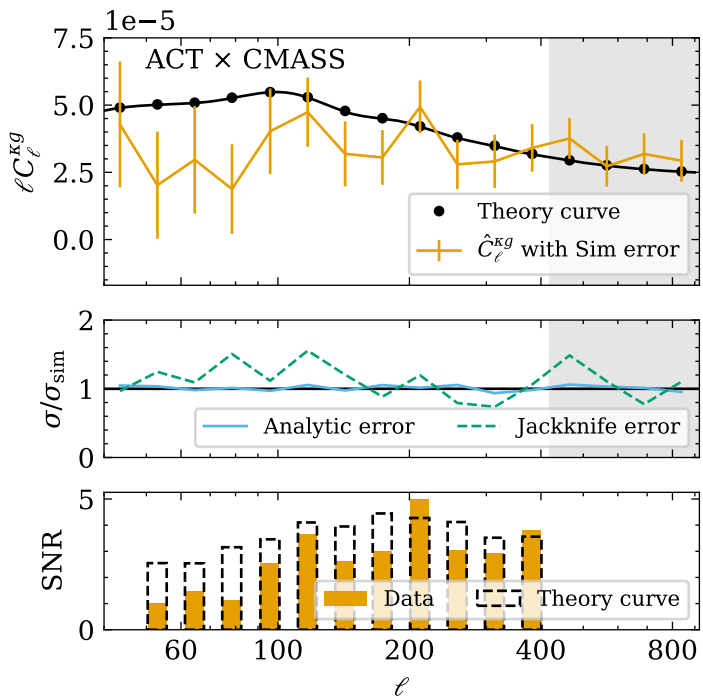 1e−5
7.5
ACT × CMASS
5.0
2.5
0.0
ℓC_ℓ^{κg}
Theory curve
Ĉ_ℓ^{κg} with Sim error
2
1
0
σ/σ_sim
Analytic error
Jackknife error
5
0
SNR
Data
Theory curve
60
100
200
400
800
ℓ